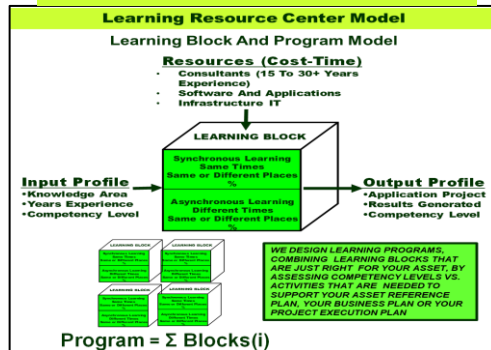 Learning Resource Center Model
Learning Block And Program Model
Resources (Cost-Time)
• Consultants (15 To 30+ Years
Experience)
• Software And Applications
• Infrastructure IT
LEARNING BLOCK
Synchronous Learning
Same Times
Same or Different Places
%
Asynchronous Learning
Different Times
Same or Different Places
%
Input Profile
•Knowledge Area
•Years Experience
•Competency Level
Output Profile
•Application Project
•Results Generated
•Competency Level
LEARNING BLOCK
LEARNING BLOCK
LEARNING BLOCK
LEARNING BLOCK
WE DESIGN LEARNING PROGRAMS,
COMBINING LEARNING BLOCKS THAT
ARE JUST RIGHT FOR YOUR ASSET, BY
ASSESSING COMPETENCY LEVELS VS.
ACTIVITIES THAT ARE NEEDED TO
SUPPORT YOUR ASSET REFERENCE
PLAN, YOUR BUSINESS PLAN OR YOUR
PROJECT EXECUTION PLAN
Program = Σ Blocks(i)